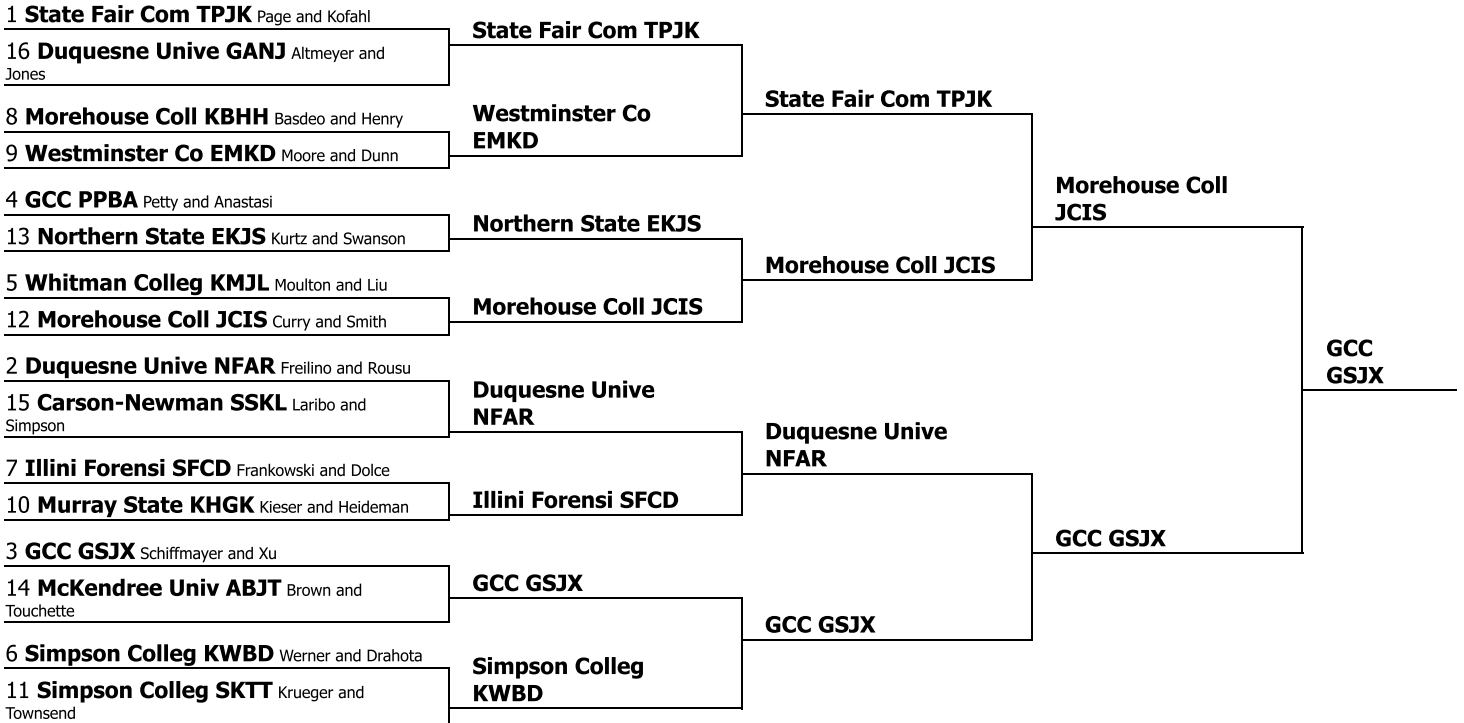 1 State Fair Com TPJK Page and Kofahl
16 Duquesne Unive GANJ Altmeyer and
Jones
8 Morehouse Coll KBHH Basdeo and Henry
9 Westminster Co EMKD Moore and Dunn
4 GCC PPBA Petty and Anastasi
13 Northern State EKJS Kurtz and Swanson
5 Whitman Colleg KMJL Moulton and Liu
12 Morehouse Coll JCIS Curry and Smith
2 Duquesne Unive NFAR Freilino and Rousu
15 Carson-Newman SSKL Laribo and
Simpson
7 Illini Forensi SFCD Frankowski and Dolce
10 Murray State KHGK Kieser and Heideman
3 GCC GSJX Schiffmayer and Xu
14 McKendree Univ ABJT Brown and
Touchette
6 Simpson Colleg KWBD Werner and Drahota
11 Simpson Colleg SKTT Krueger and
Townsend
State Fair Com TPJK
Westminster Co
EMKD
Northern State EKJS
Morehouse Coll JCIS
Duquesne Unive
NFAR
Illini Forensi SFCD
GCC GSJX
Simpson Colleg
KWBD
State Fair Com TPJK
Morehouse Coll JCIS
Duquesne Unive
NFAR
GCC GSJX
Morehouse Coll
JCIS
GCC GSJX
GCC
GSJX